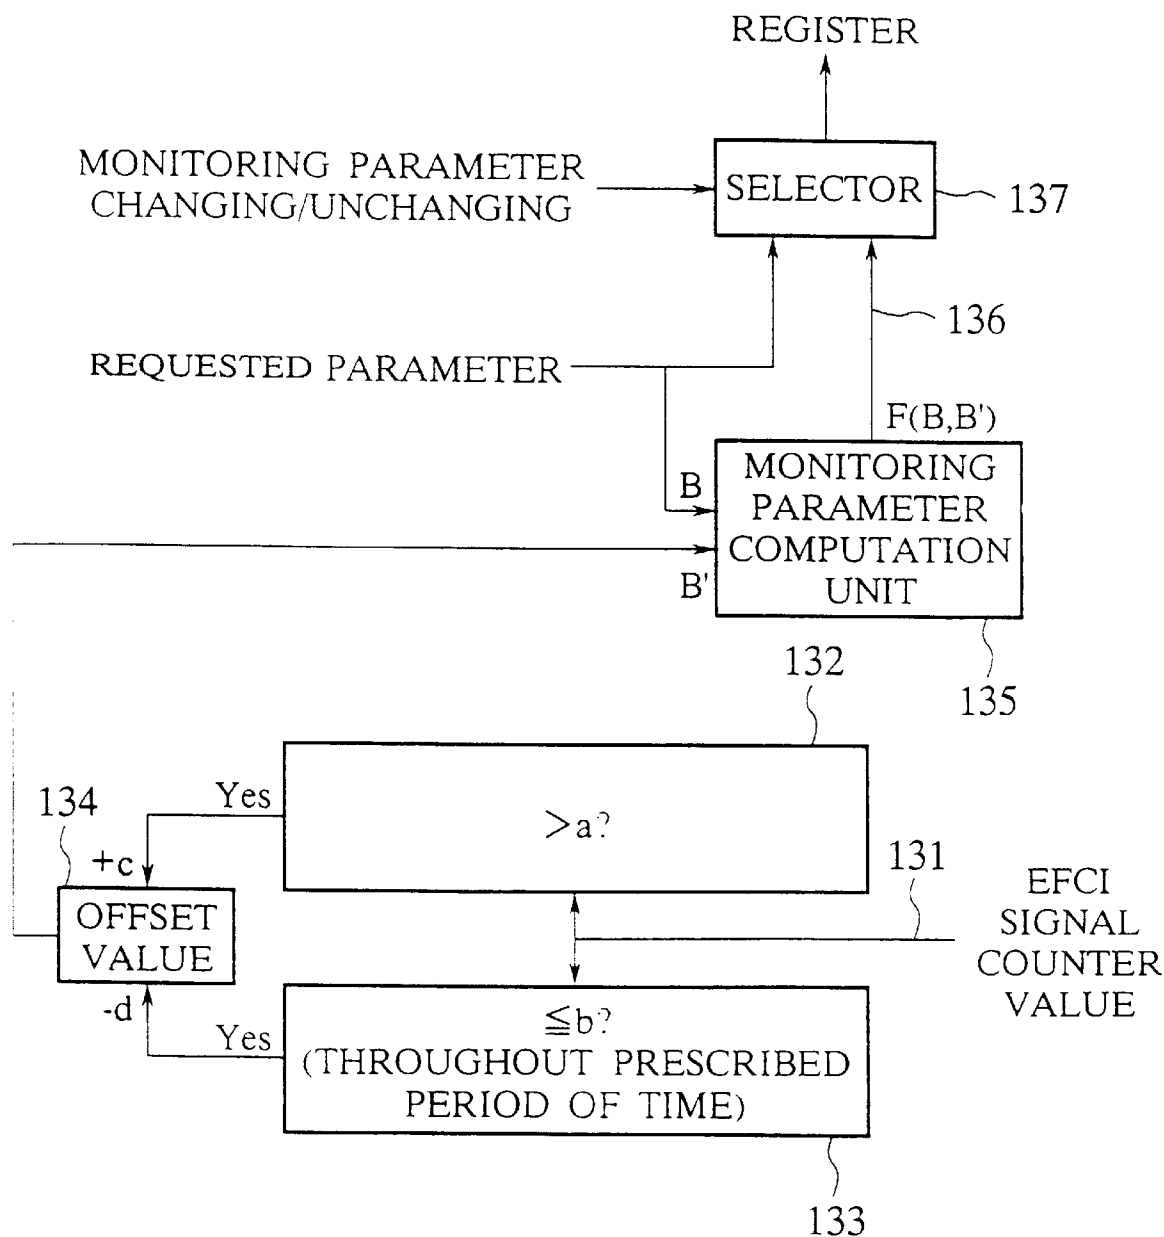 REGISTER
MONITORING PARAMETER
CHANGING/UNCHANGING
SELECTOR
137
136
REQUESTED PARAMETER
F(B,B')
B
B'
MONITORING
PARAMETER
COMPUTATION
UNIT
135
132
134
Yes
>a?
+c
131
EFCI
SIGNAL
COUNTER
VALUE
OFFSET
VALUE
-d
Yes
≦b?
(THROUGHOUT PRESCRIBED
PERIOD OF TIME)
133